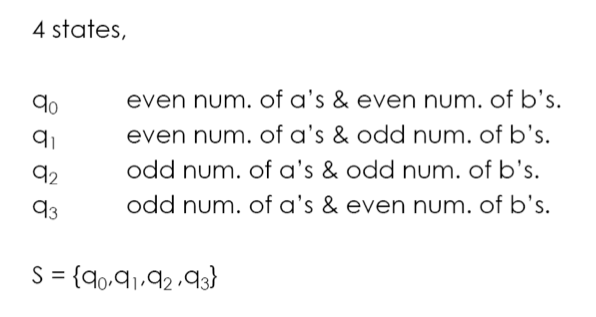 4 states,
q₀ even num. of a's & even num. of b's.
q₁ even num. of a's & odd num. of b's.
q₂ odd num. of a's & odd num. of b's.
q₃ odd num. of a's & even num. of b's.
S = {q₀,q₁,q₂,q₃}